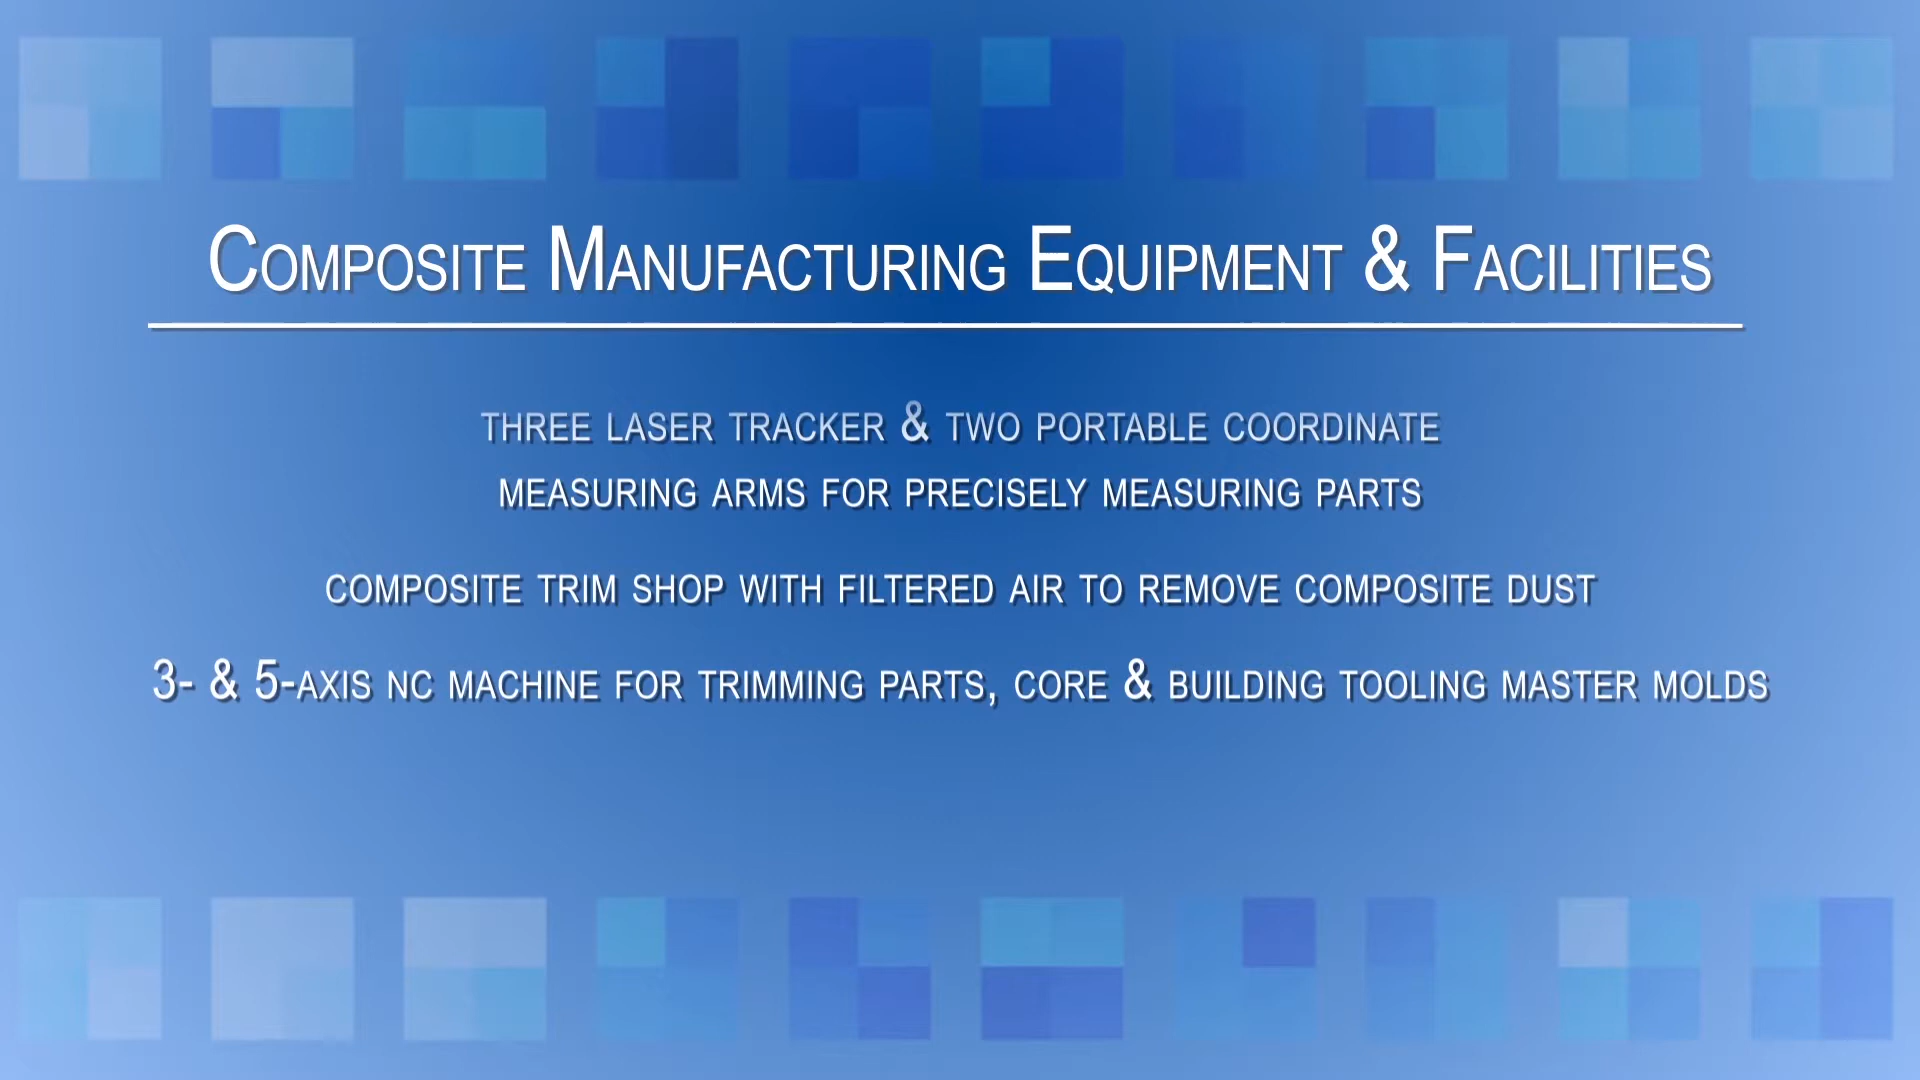 Composite Manufacturing Equipment & Facilities
three laser tracker & two portable coordinate
measuring arms for precisely measuring parts
composite trim shop with filtered air to remove composite dust
3- & 5-axis nc machine for trimming parts, core & building tooling master molds